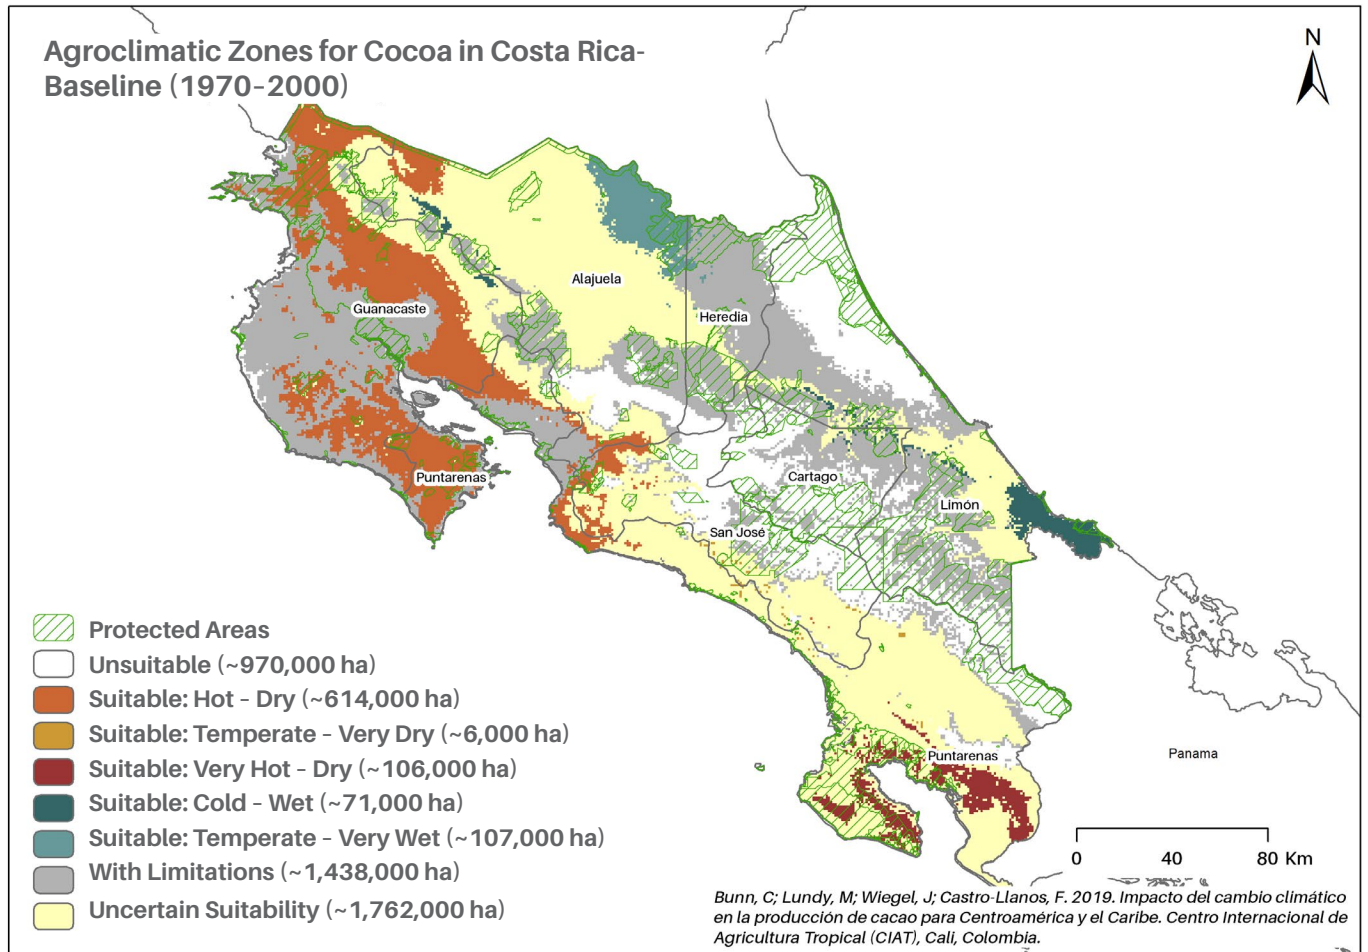 Agroclimatic Zones for Cocoa in Costa Rica-
Baseline (1970–2000)
N
Alajuela
Guanacaste
Heredia
Puntarenas
Cartago
Limón
San José
Puntarenas
Panama
Protected Areas
Unsuitable (~970,000 ha)
Suitable: Hot – Dry (~614,000 ha)
Suitable: Temperate – Very Dry (~6,000 ha)
Suitable: Very Hot – Dry (~106,000 ha)
Suitable: Cold – Wet (~71,000 ha)
Suitable: Temperate – Very Wet (~107,000 ha)
With Limitations (~1,438,000 ha)
Uncertain Suitability (~1,762,000 ha)
0 40 80 Km
Bunn, C; Lundy, M; Wiegel, J; Castro-Llanos, F. 2019. Impacto del cambio climático
en la producción de cacao para Centroamérica y el Caribe. Centro Internacional de
Agricultura Tropical (CIAT), Cali, Colombia.